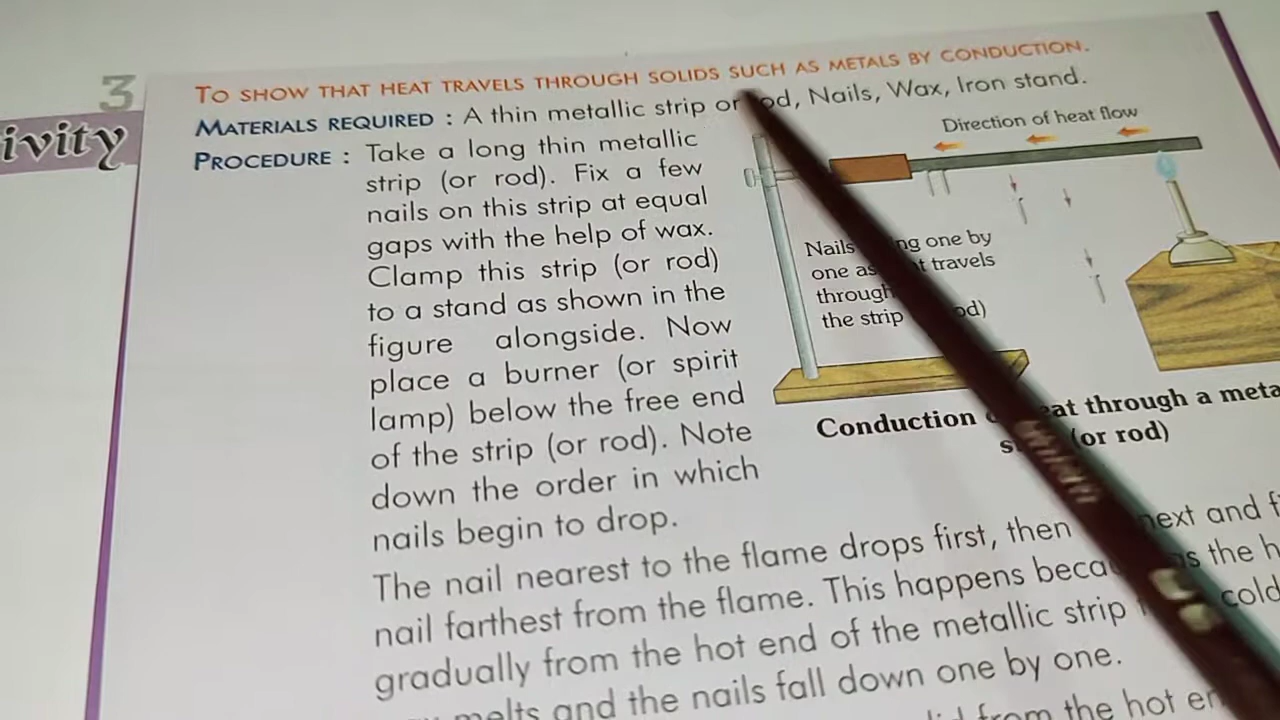 3
ivity
TO SHOW THAT HEAT TRAVELS THROUGH SOLIDS SUCH AS METALS BY CONDUCTION.
MATERIALS REQUIRED : A thin metallic strip or rod, Nails, Wax, Iron stand.
PROCEDURE : Take a long thin metallic
strip (or rod). Fix a few
nails on this strip at equal
gaps with the help of wax.
Clamp this strip (or rod)
to a stand as shown in the
figure alongside. Now
place a burner (or spirit
lamp) below the free end
of the strip (or rod). Note
down the order in which
nails begin to drop.
Direction of heat flow
Nails one by
one as travels
through
the strip
Conduction heat through a meta
(or rod)
The nail nearest to the flame drops first, then next and f
nail farthest from the flame. This happens because as the h
gradually from the hot end of the metallic strip cold
melts and the nails fall down one by one.
from the hot en